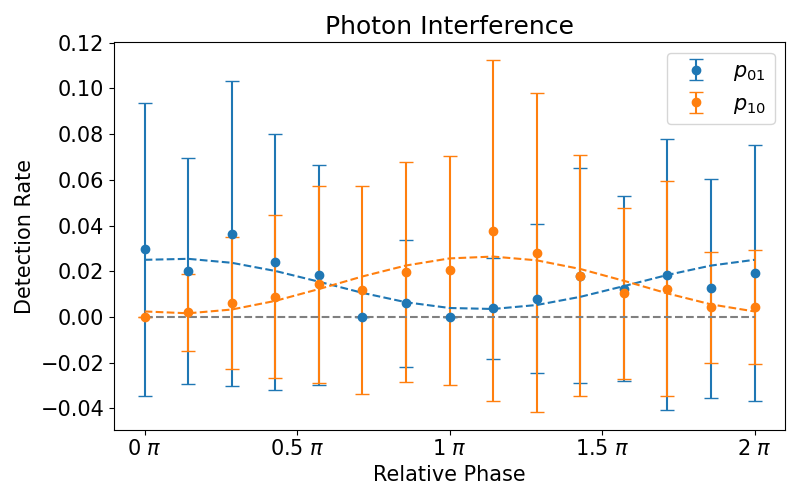 Photon Interference
0.12
0.10
0.08
0.06
0.04
0.02
0.00
−0.02
−0.04
Detection Rate
p01
p10
0 π
0.5 π
1 π
1.5 π
2 π
Relative Phase